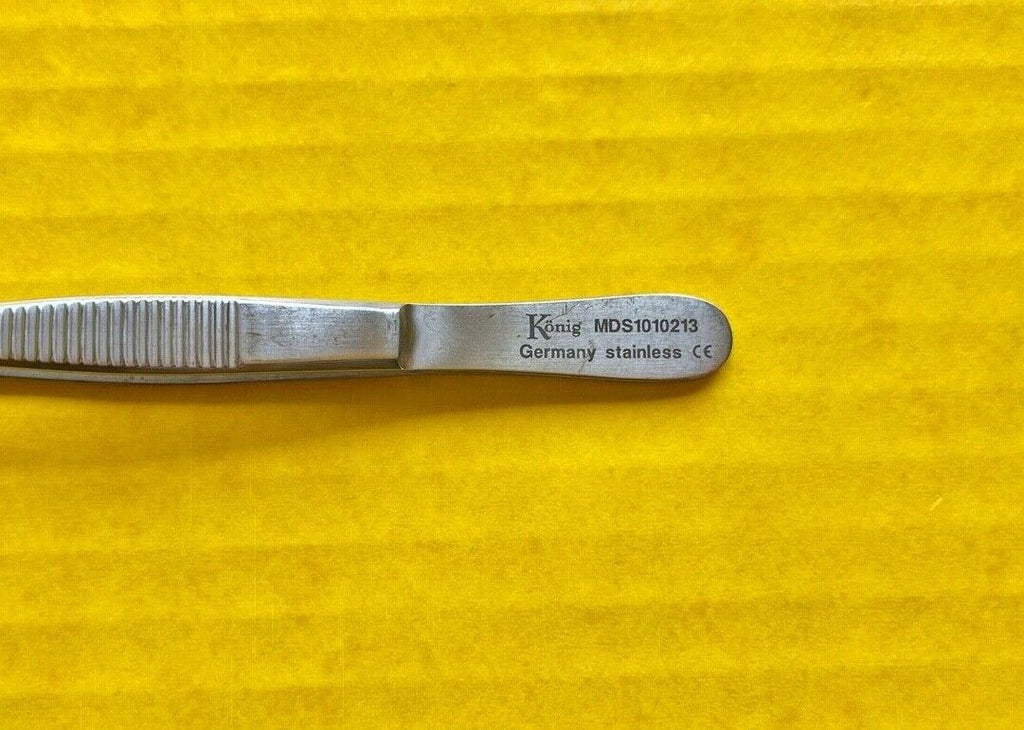 König MDS1010213
Germany stainless CE